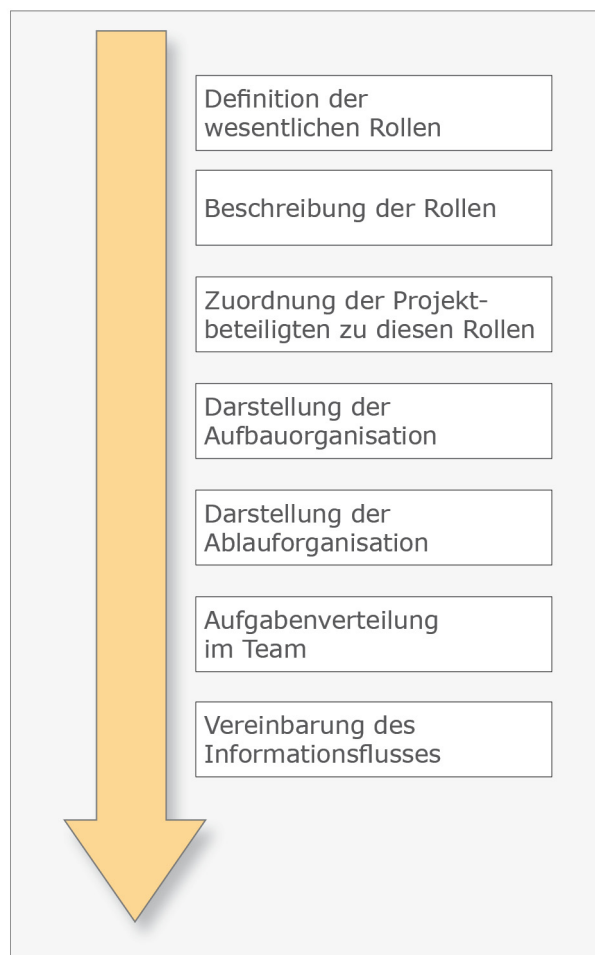 Definition der
wesentlichen Rollen
Beschreibung der Rollen
Zuordnung der Projekt-
beteiligten zu diesen Rollen
Darstellung der
Aufbauorganisation
Darstellung der
Ablauforganisation
Aufgabenverteilung
im Team
Vereinbarung des
Informationsflusses